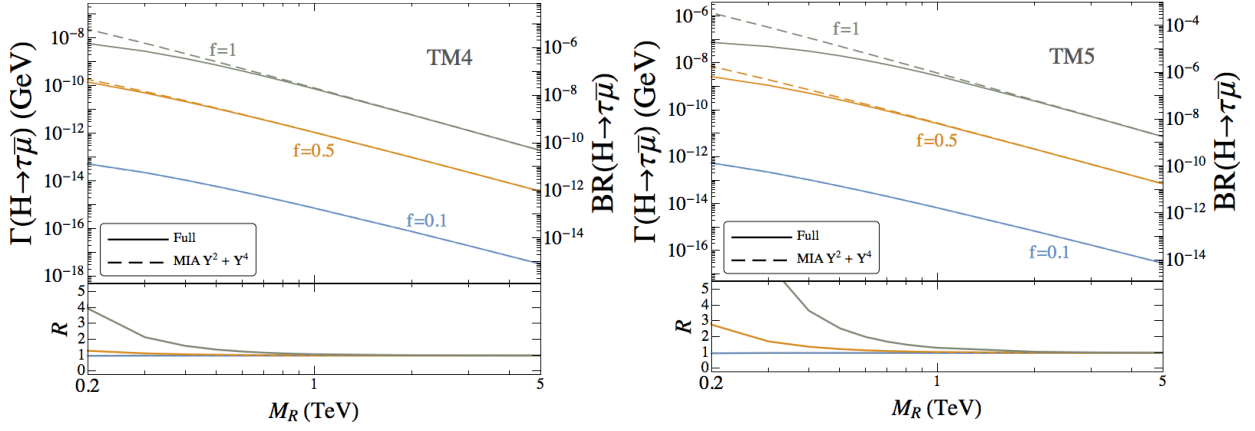 Γ(H→τμ̅) (GeV)
10⁻⁸
10⁻¹⁰
10⁻¹²
10⁻¹⁴
10⁻¹⁶
10⁻¹⁸
f=1
TM4
f=0.5
f=0.1
Full
MIA Y² + Y⁴
10⁻⁶
10⁻⁸
10⁻¹⁰
10⁻¹²
10⁻¹⁴
BR(H→τμ̅)
R
5
4
3
2
1
0
0.2
1
5
M_R (TeV)
Γ(H→τμ̅) (GeV)
10⁻⁶
10⁻⁸
10⁻¹⁰
10⁻¹²
10⁻¹⁴
10⁻¹⁶
f=1
TM5
f=0.5
f=0.1
Full
MIA Y² + Y⁴
10⁻⁴
10⁻⁶
10⁻⁸
10⁻¹⁰
10⁻¹²
10⁻¹⁴
BR(H→τμ̅)
R
5
4
3
2
1
0
0.2
1
5
M_R (TeV)